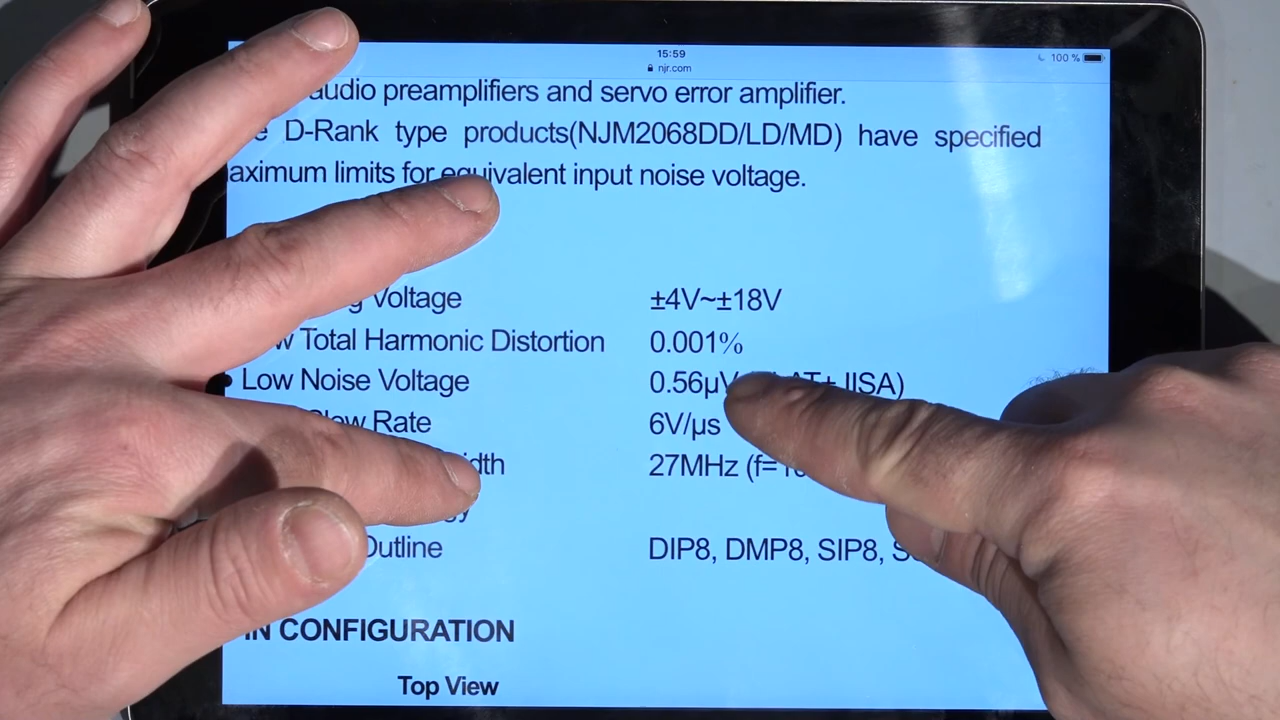 15:59
njr.com
100 %
audio preamplifiers and servo error amplifier.
D-Rank type products(NJM2068DD/LD/MD) have specified
aximum limits for equivalent input noise voltage.
Voltage ±4V~±18V
Total Harmonic Distortion 0.001%
• Low Noise Voltage 0.56µV JISA)
Slew Rate 6V/µs
27MHz (f=
Outline DIP8, DMP8, SIP8,
IN CONFIGURATION
Top View